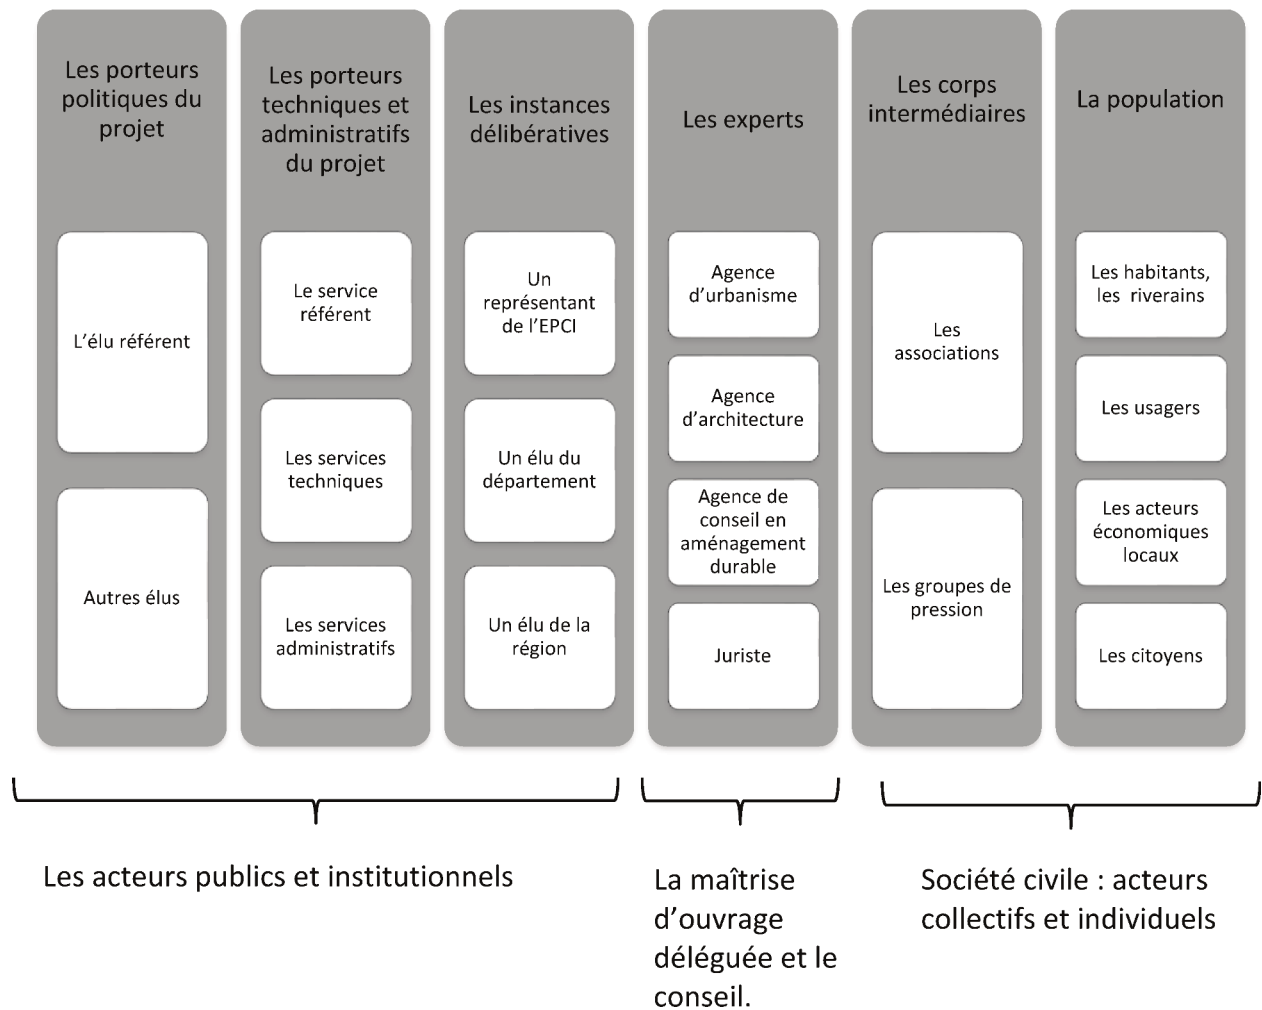 Les porteurs
politiques du
projet
L’élu référent
Autres élus
Les porteurs
techniques et
administratifs
du projet
Le service
référent
Les services
techniques
Les services
administratifs
Les instances
délibératives
Un
représentant
de l’EPCI
Un élu du
département
Un élu de la
région
Les experts
Agence
d’urbanisme
Agence
d’architecture
Agence de
conseil en
aménagement
durable
Juriste
Les corps
intermédiaires
Les
associations
Les groupes de
pression
La population
Les habitants,
les riverains
Les usagers
Les acteurs
économiques
locaux
Les citoyens
Les acteurs publics et institutionnels
La maîtrise
d’ouvrage
déléguée et le
conseil.
Société civile : acteurs
collectifs et individuels